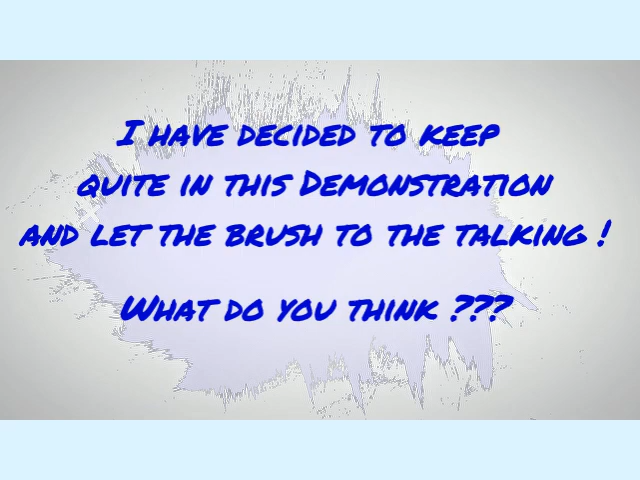 I have decided to keep
quite in this Demonstration
and let the brush to the talking !
What do you think ???